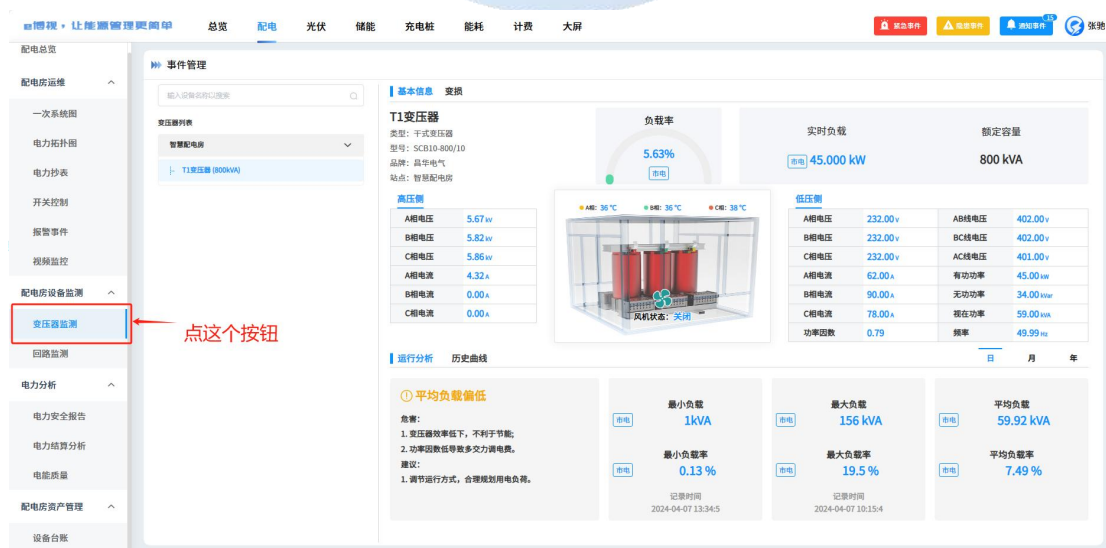 e博视·让能源管理更简单 总览 配电 光伏 储能 充电桩 能耗 计费 大屏 紧急事件 隐患事件 通知事件 15 张驰
配电总览
配电房运维
一次系统图
电力拓扑图
电力抄表
开关控制
报警事件
视频监控
配电房设备监测
变压器监测
回路监测
电力分析
电力安全报告
电力结算分析
电能质量
配电房资产管理
设备台账
点这个按钮
事件管理
输入设备名称以搜索
变压器列表
智慧配电房
T1变压器 (800kVA)
基本信息 变损
T1变压器
类型：干式变压器
型号：SCB10-800/10
品牌：昌华电气
站点：智慧配电房
负载率
5.63%
市电
实时负载 额定容量
市电 45.000 kW 800 kVA
高压侧
A相电压 5.67 kV
B相电压 5.82 kV
C相电压 5.86 kV
A相电流 4.32 A
B相电流 0.00 A
C相电流 0.00 A
A相: 36 ℃ B相: 36 ℃ C相: 38 ℃
风机状态：关闭
低压侧
A相电压 232.00 V AB线电压 402.00 V
B相电压 232.00 V BC线电压 402.00 V
C相电压 232.00 V AC线电压 401.00 V
A相电流 62.00 A 有功功率 45.00 kW
B相电流 90.00 A 无功功率 34.00 kVar
C相电流 78.00 A 视在功率 59.00 kVA
功率因数 0.79 频率 49.99 Hz
运行分析 历史曲线 日 月 年
平均负载偏低
危害：
1. 变压器效率低下，不利于节能;
2. 功率因数低导致多交力调电费。
建议：
1. 调节运行方式，合理规划用电负荷。
最小负载
市电 1kVA
最小负载率
市电 0.13 %
记录时间
2024-04-07 13:34:5
最大负载
市电 156 kVA
最大负载率
市电 19.5 %
记录时间
2024-04-07 10:15:4
平均负载
市电 59.92 kVA
平均负载率
市电 7.49 %